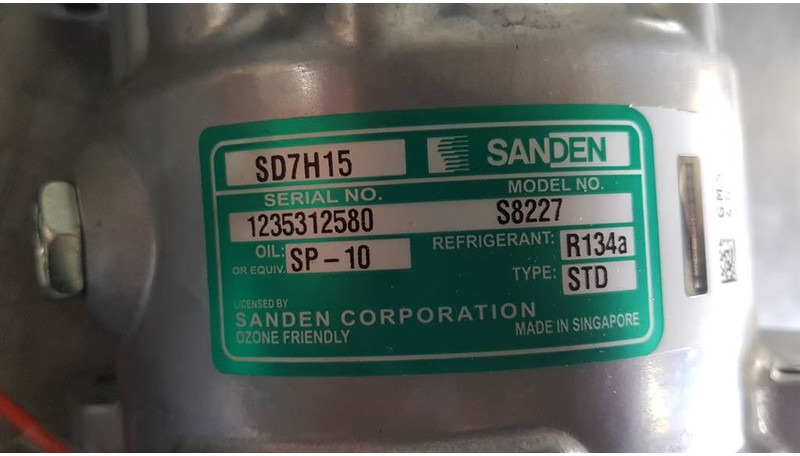 SD7H15 SANDEN
SERIAL NO. MODEL NO.
1235312580 S8227
OIL: SP-10 REFRIGERANT: R134a
OR EQUIV. TYPE: STD
LICENSED BY
SANDEN CORPORATION
OZONE FRIENDLY MADE IN SINGAPORE